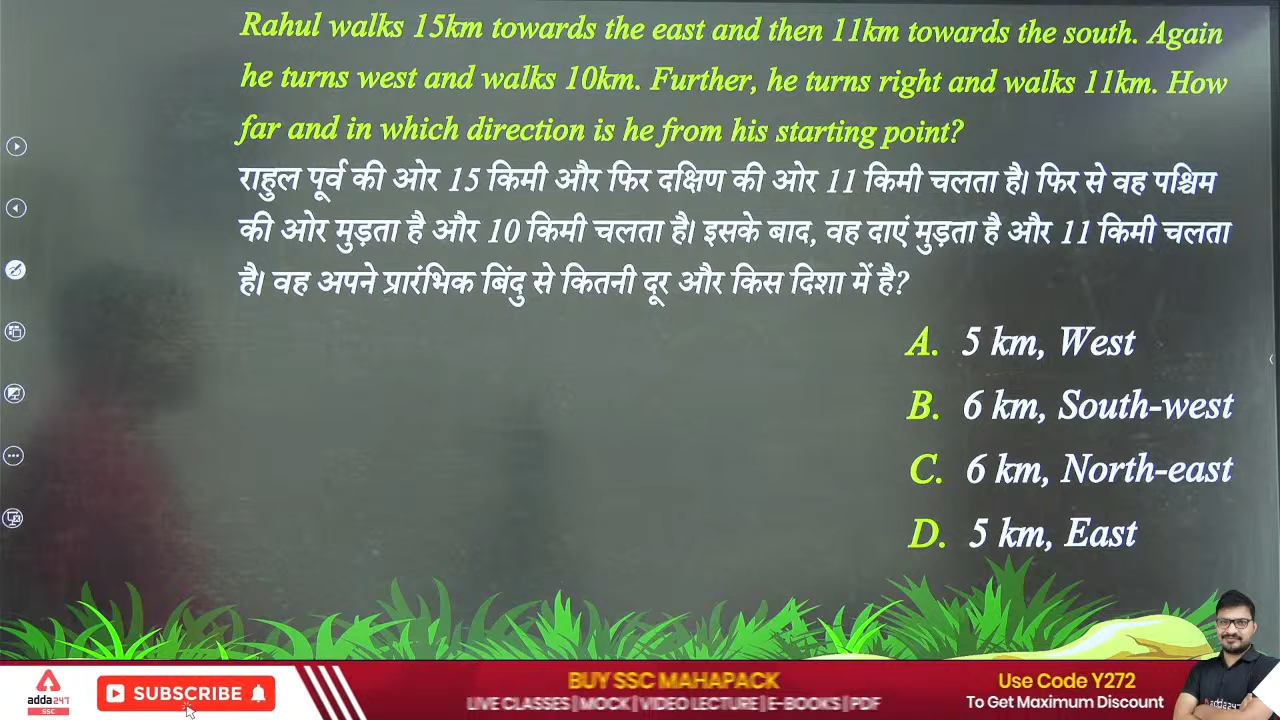 Rahul walks 15km towards the east and then 11km towards the south. Again
he turns west and walks 10km. Further, he turns right and walks 11km. How
far and in which direction is he from his starting point?
राहुल पूर्व की ओर 15 किमी और फिर दक्षिण की ओर 11 किमी चलता है। फिर से वह पश्चिम
की ओर मुड़ता है और 10 किमी चलता है। इसके बाद, वह दाएं मुड़ता है और 11 किमी चलता
है। वह अपने प्रारंभिक बिंदु से कितनी दूर और किस दिशा में है?
A. 5 km, West
B. 6 km, South-west
C. 6 km, North-east
D. 5 km, East
adda247
SSC
SUBSCRIBE
BUY SSC MAHAPACK
LIVE CLASSES | MOCK | VIDEO LECTURE | E-BOOKS | PDF
Use Code Y272
To Get Maximum Discount
adda247